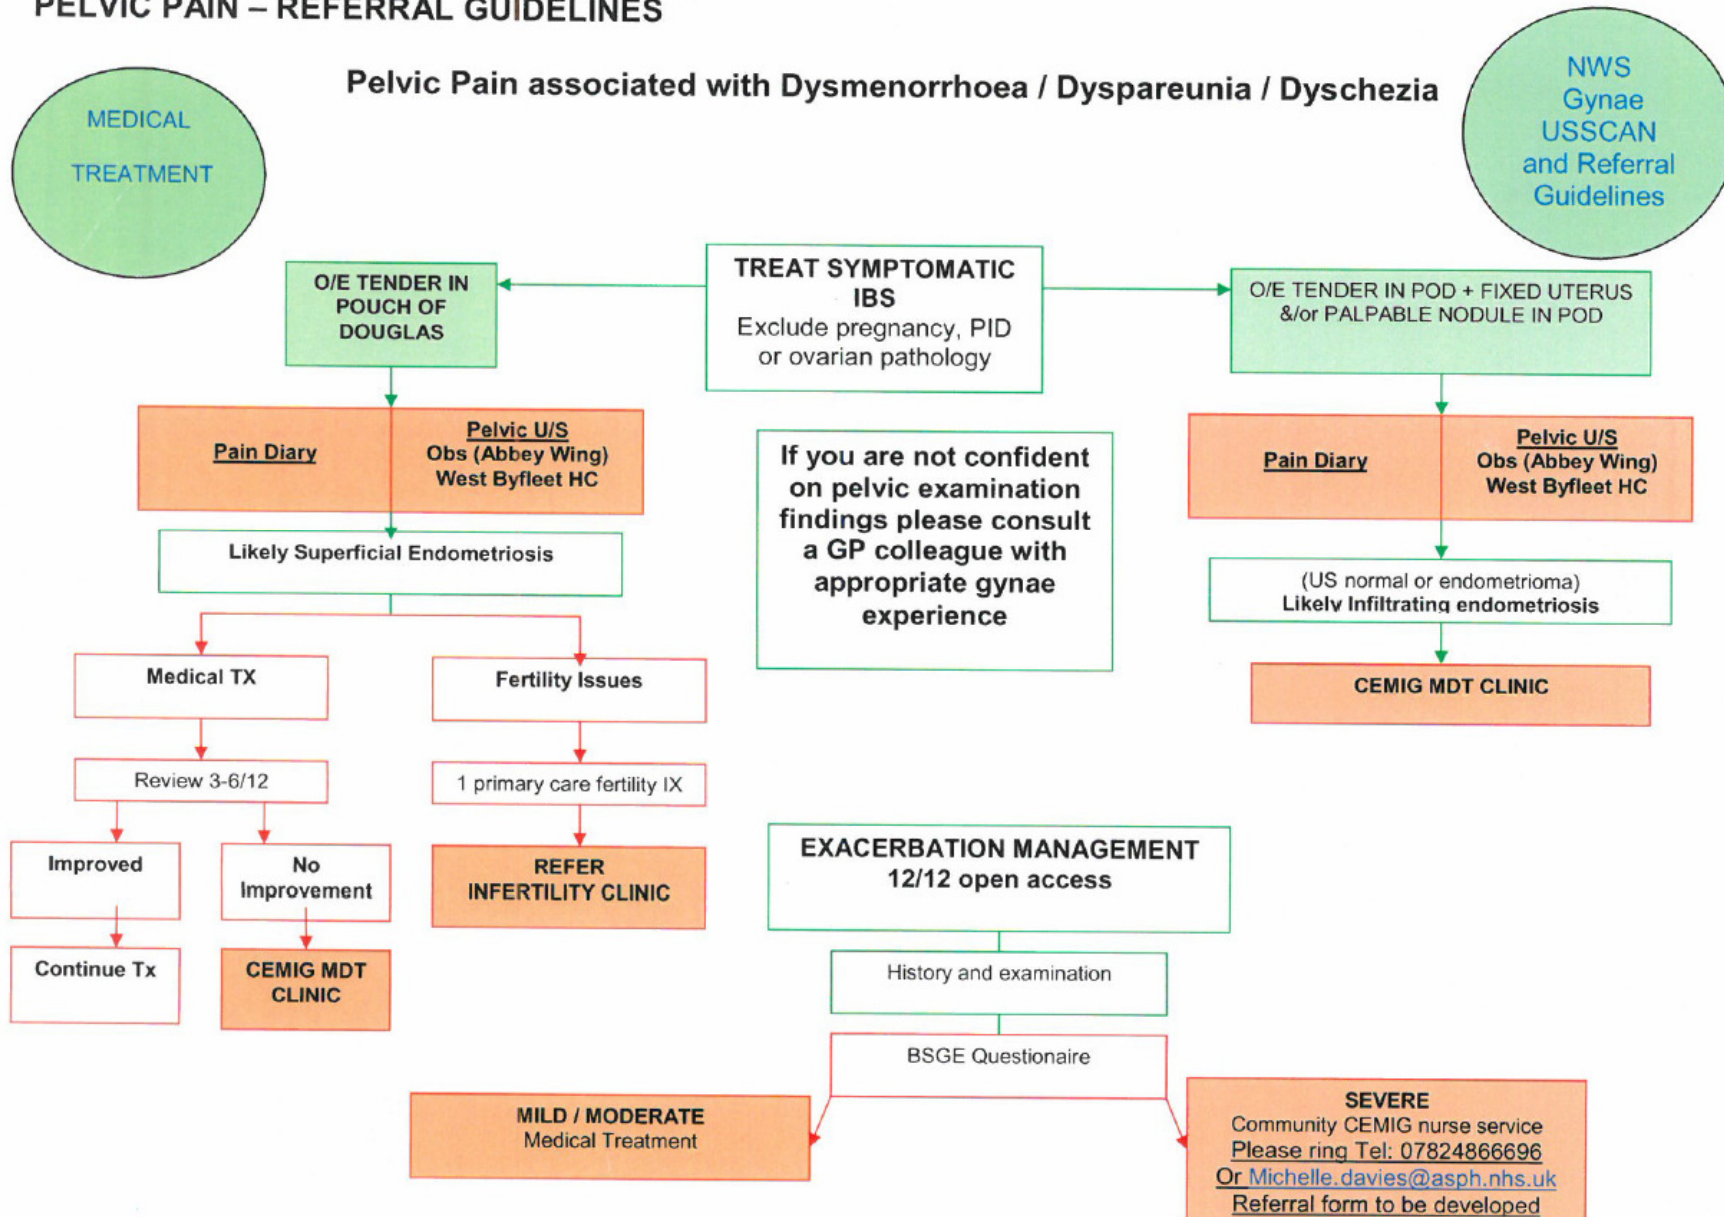 PELVIC PAIN – REFERRAL GUIDELINES
Pelvic Pain associated with Dysmenorrhoea / Dyspareunia / Dyschezia
MEDICAL
TREATMENT
NWS
Gynae
USSCAN
and Referral
Guidelines
O/E TENDER IN
POUCH OF
DOUGLAS
TREAT SYMPTOMATIC
IBS
Exclude pregnancy, PID
or ovarian pathology
O/E TENDER IN POD + FIXED UTERUS
&/or PALPABLE NODULE IN POD
Pain Diary
Pelvic U/S
Obs (Abbey Wing)
West Byfleet HC
If you are not confident
on pelvic examination
findings please consult
a GP colleague with
appropriate gynae
experience
Pain Diary
Pelvic U/S
Obs (Abbey Wing)
West Byfleet HC
Likely Superficial Endometriosis
(US normal or endometrioma)
Likely Infiltrating endometriosis
Medical TX
Fertility Issues
CEMIG MDT CLINIC
Review 3-6/12
1 primary care fertility IX
Improved
No
Improvement
REFER
INFERTILITY CLINIC
Continue Tx
CEMIG MDT
CLINIC
EXACERBATION MANAGEMENT
12/12 open access
History and examination
BSGE Questionaire
MILD / MODERATE
Medical Treatment
SEVERE
Community CEMIG nurse service
Please ring Tel: 07824866696
Or Michelle.davies@asph.nhs.uk
Referral form to be developed